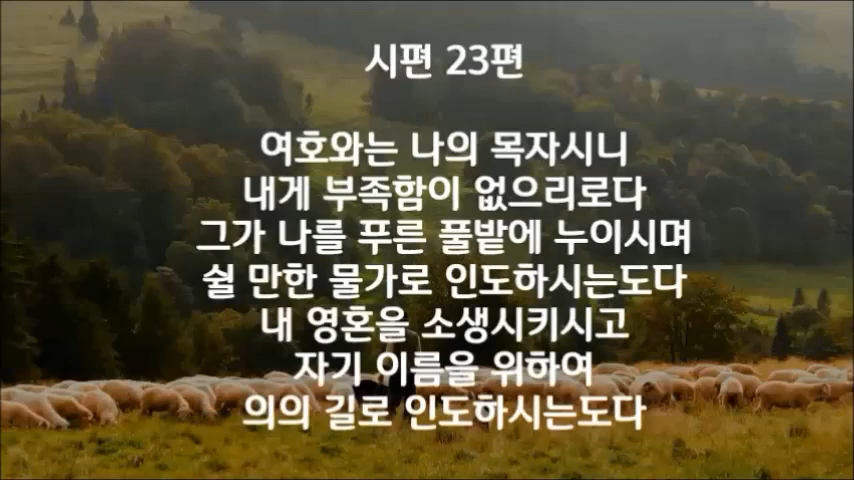 시편 23편
여호와는 나의 목자시니
내게 부족함이 없으리로다
그가 나를 푸른 풀밭에 누이시며
쉴 만한 물가로 인도하시는도다
내 영혼을 소생시키시고
자기 이름을 위하여
의의 길로 인도하시는도다